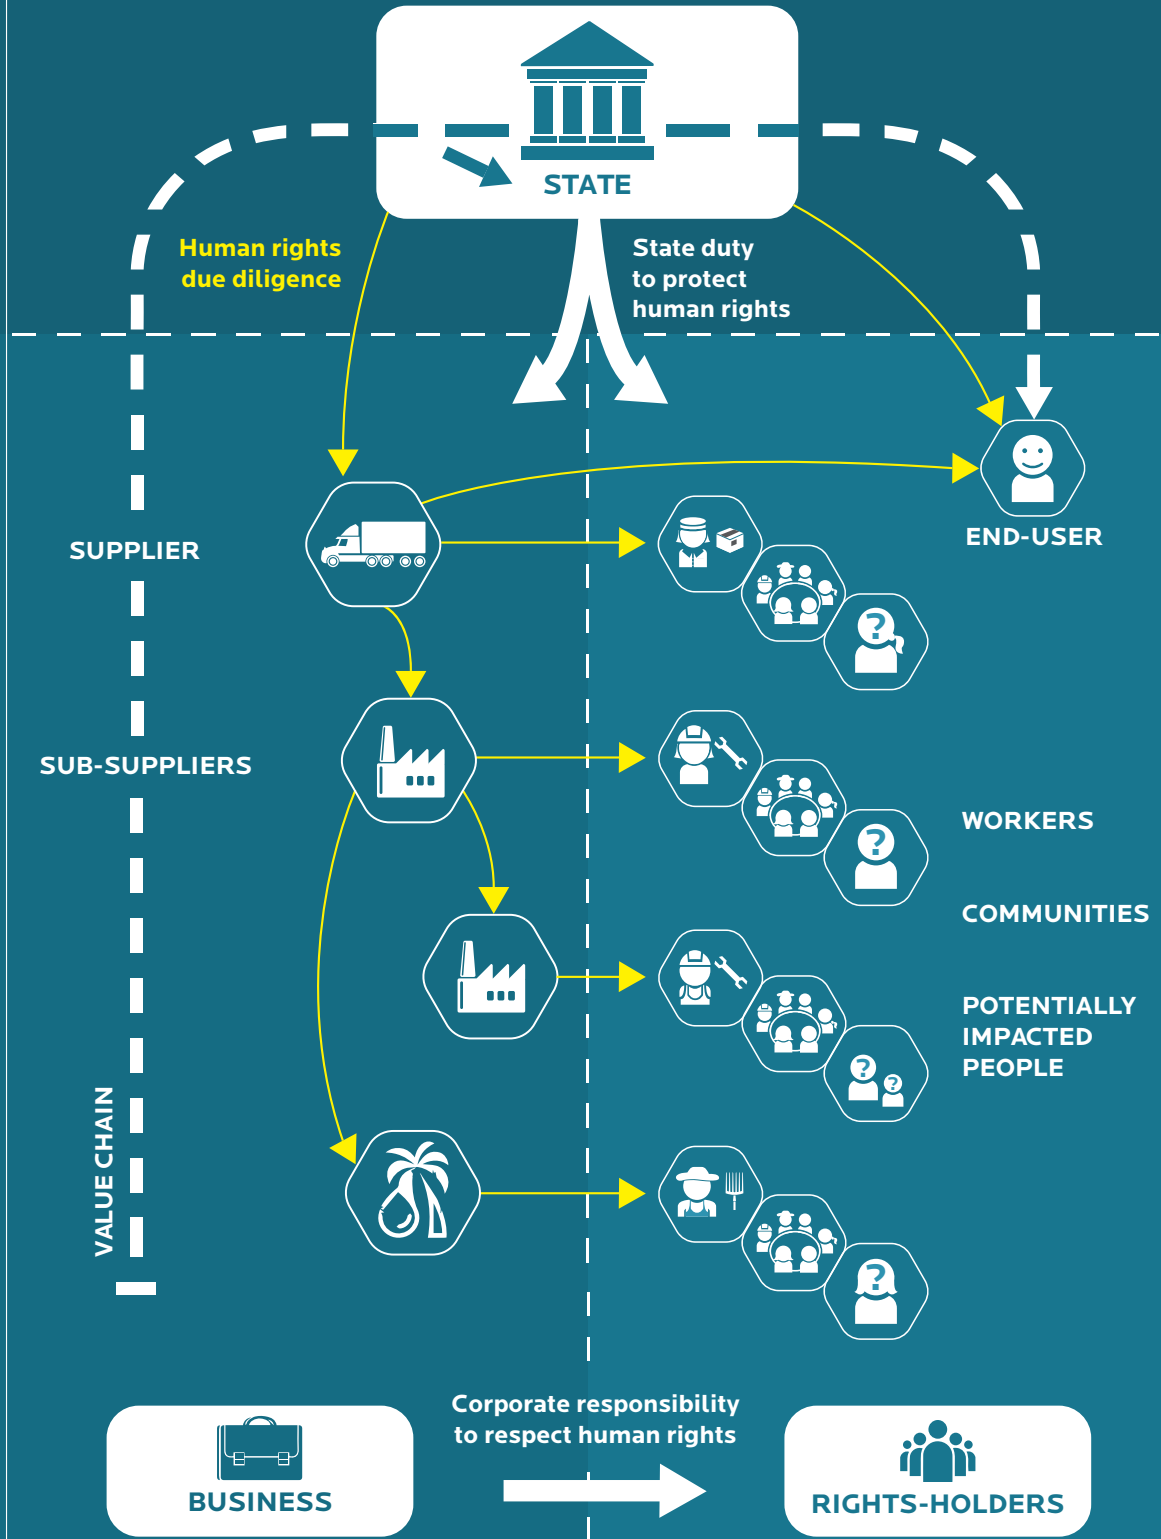 STATE
Human rights
due diligence
State duty
to protect
human rights
END-USER
SUPPLIER
?
SUB-SUPPLIERS
?
WORKERS
COMMUNITIES
POTENTIALLY
IMPACTED
PEOPLE
?
?
VALUE CHAIN
?
Corporate responsibility
to respect human rights
BUSINESS
RIGHTS-HOLDERS